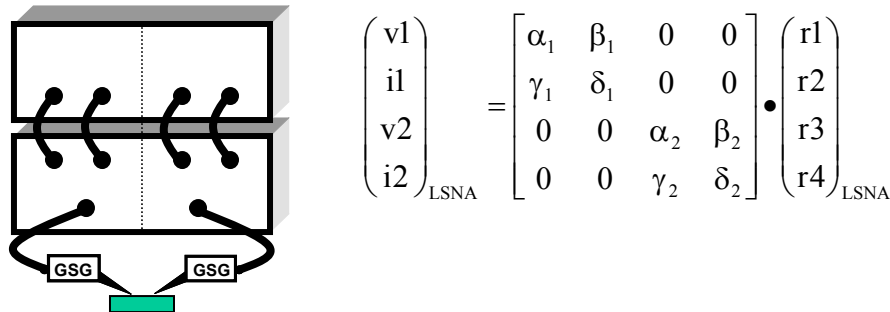 GSG GSG
v1 α₁ β₁ 0 0 r1
i1 = γ₁ δ₁ 0 0 • r2
v2 0 0 α₂ β₂ r3
i2 0 0 γ₂ δ₂ r4
LSNA LSNA